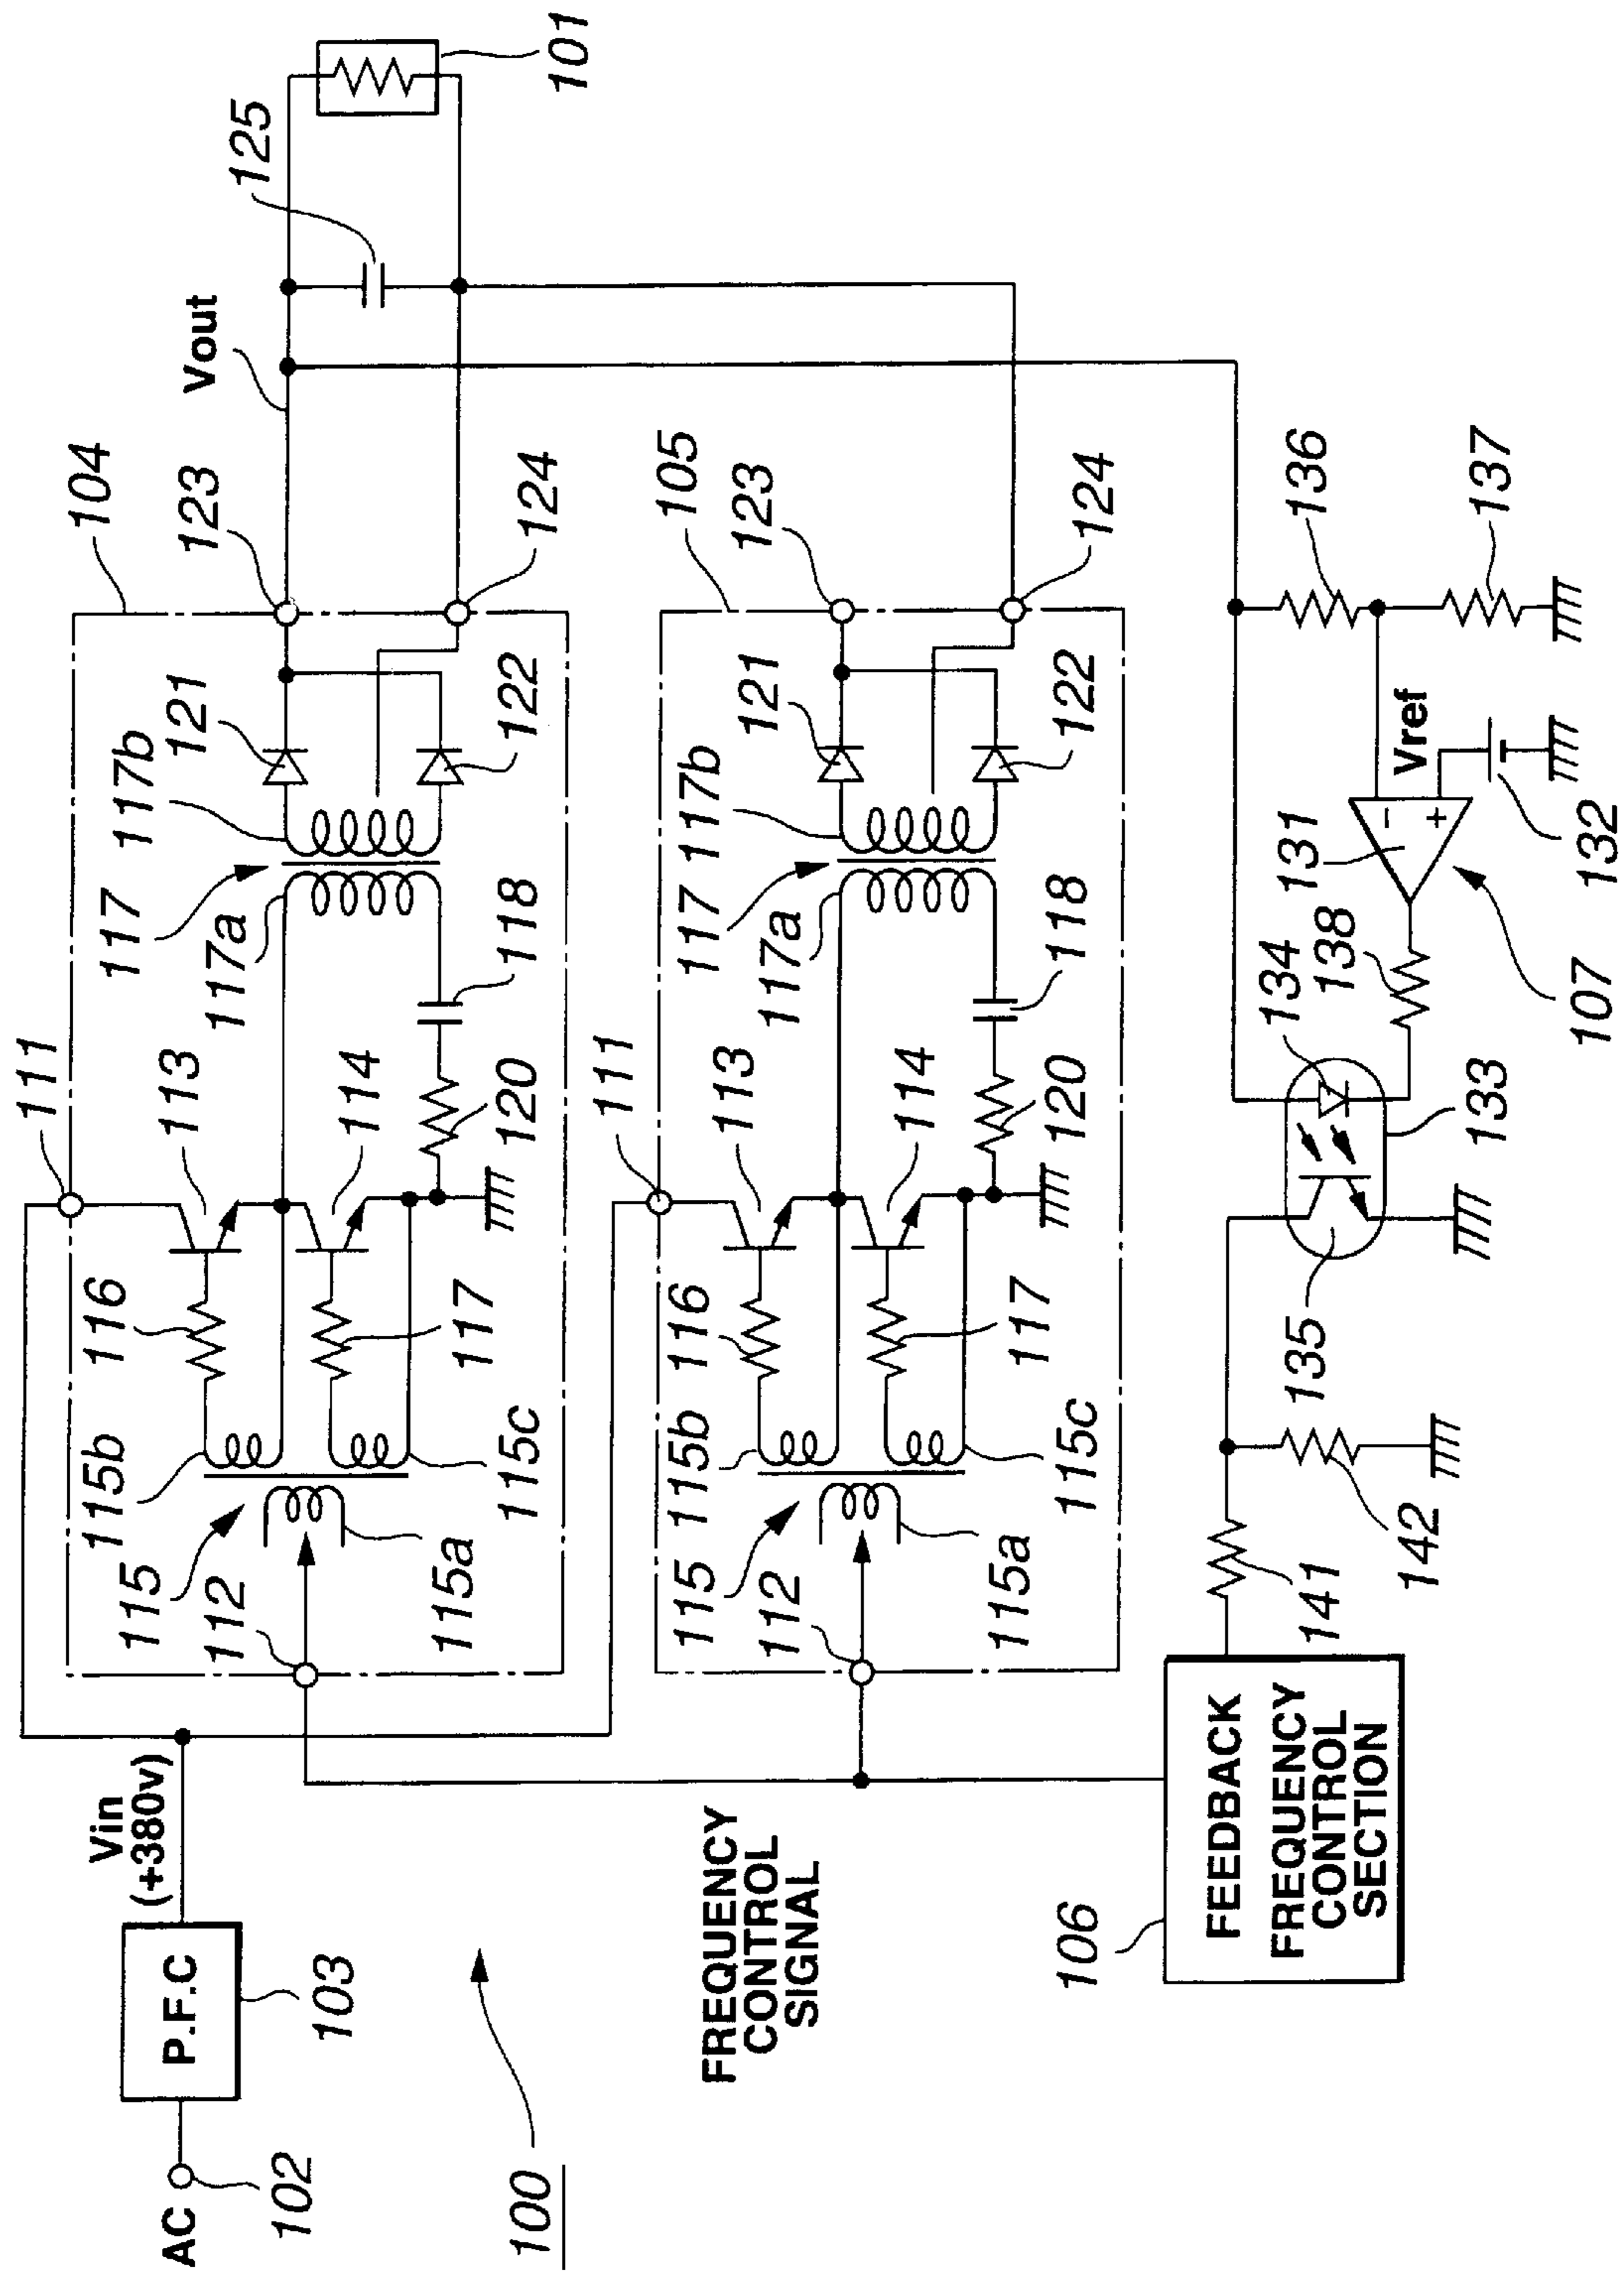 AC
102
P.F.C
103
Vin
(+380v)
100
111
104
116
113
115b
115
112
115a
115c
117
114
120
118
117a
117
117b
121
122
123
124
Vout
125
101
111
105
116
113
115b
115
112
115a
115c
117
114
120
118
117a
117
117b
121
122
123
124
FREQUENCY
CONTROL
SIGNAL
106
FEEDBACK
FREQUENCY
CONTROL
SECTION
141
142
135
133
134
138
131
107
Vref
-
+
132
136
137